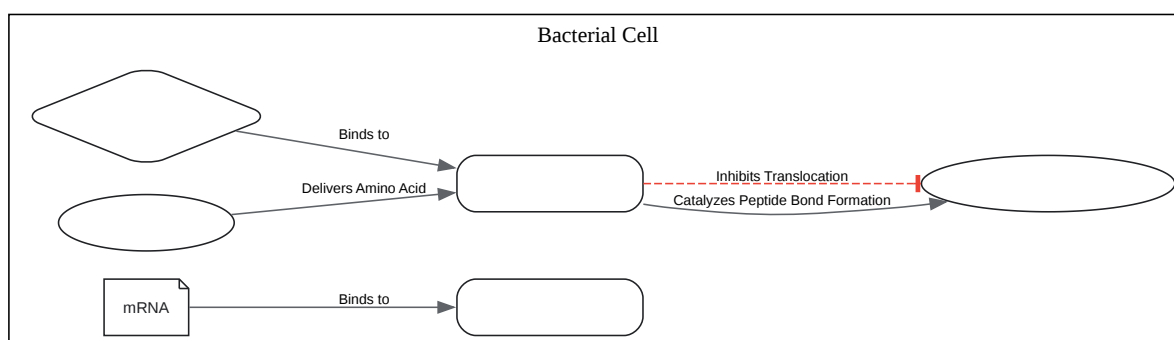 Bacterial Cell
Binds to
Delivers Amino Acid
Inhibits Translocation
Catalyzes Peptide Bond Formation
mRNA
Binds to